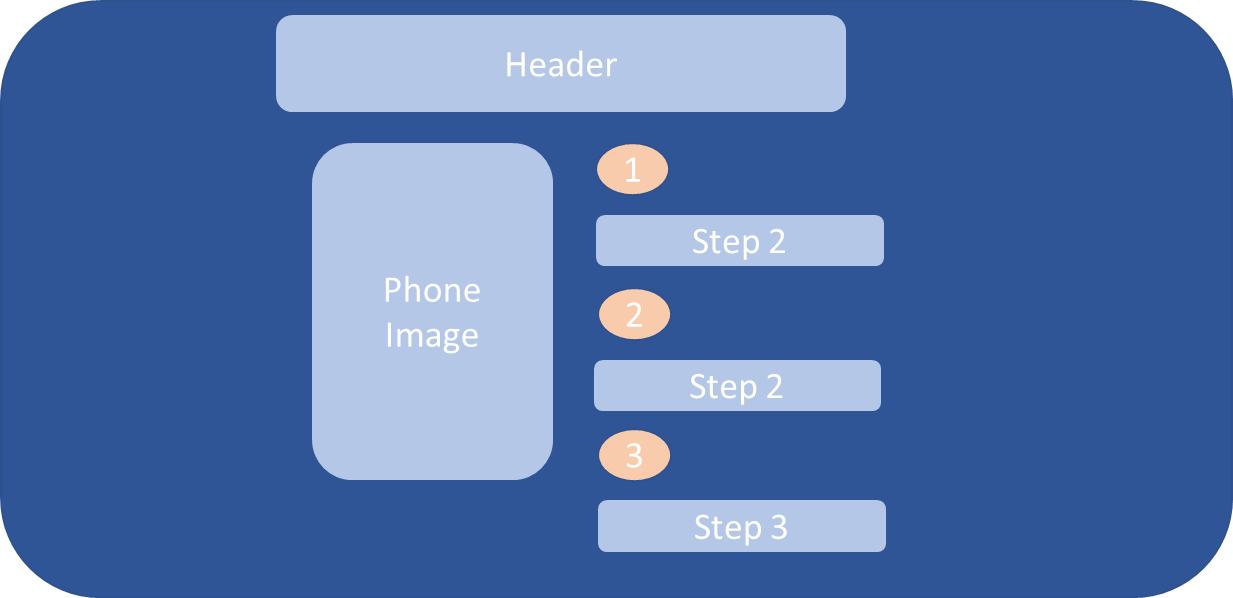 Header
Phone
Image
1
Step 2
2
Step 2
3
Step 3